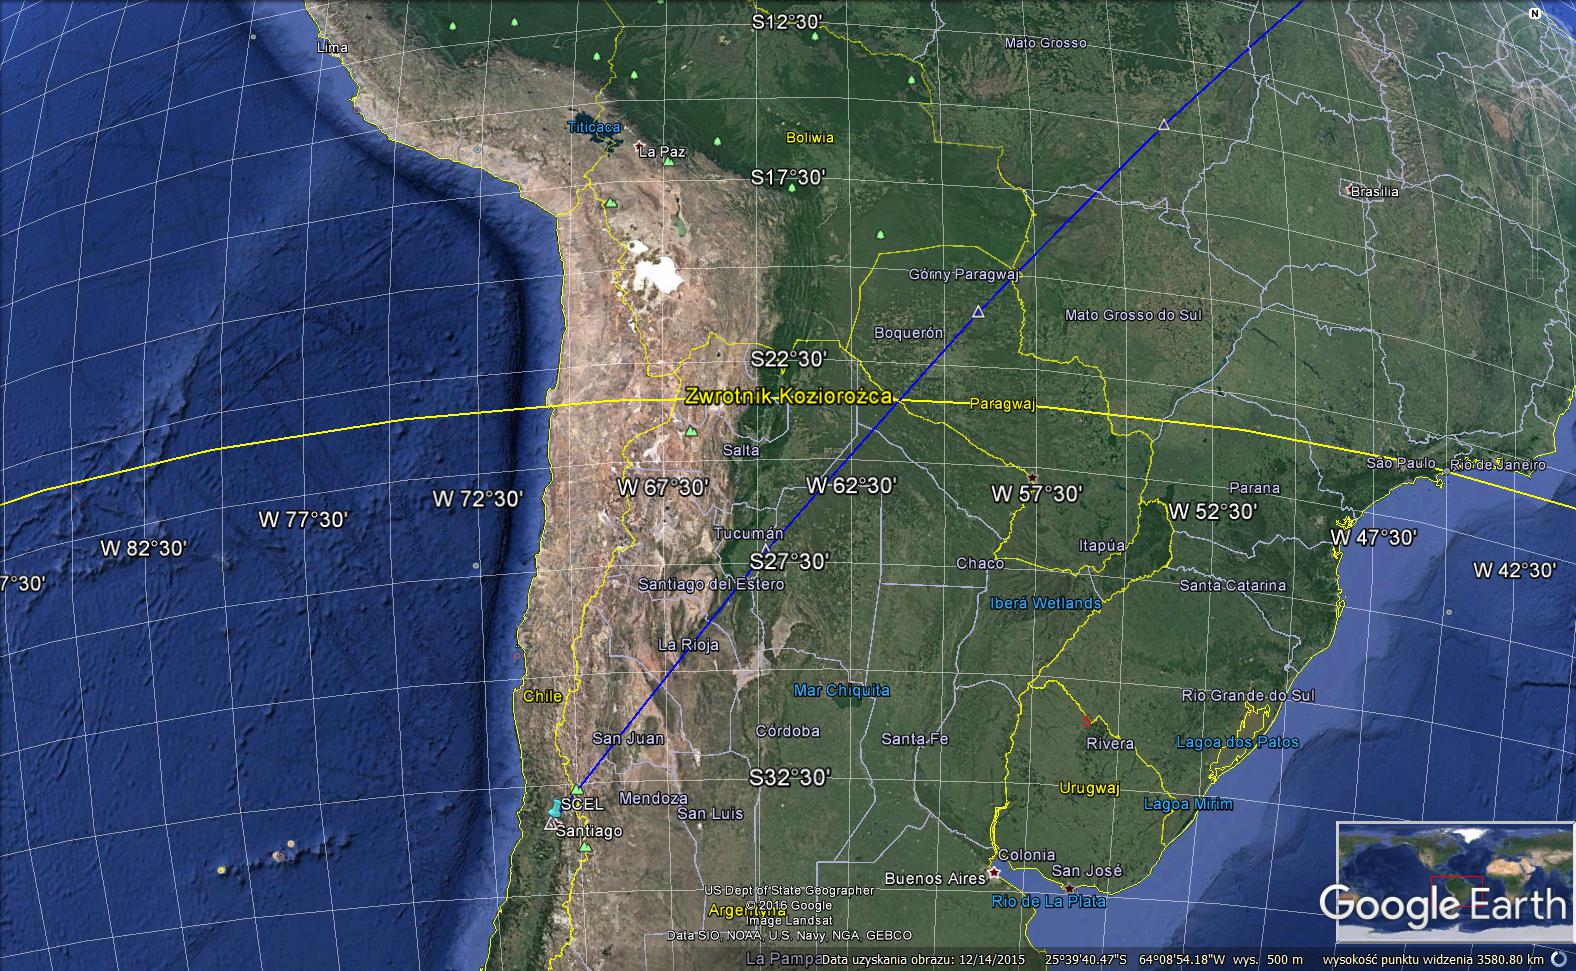 N
S12°30'
Mato Grosso
Lima
Titicaca
Boliwia
La Paz
S17°30'
Brasilia
Górny Paragwaj
Mato Grosso do Sul
Boquerón
S22°30'
Zwrotnik Koziorożca
Paragwaj
Salta
São Paulo
Rio de Janeiro
W 67°30'
W 62°30'
W 57°30'
Parana
W 72°30'
W 77°30'
W 52°30'
Tucumán
W 47°30'
W 82°30'
Itapúa
S27°30'
Chaco
W 42°30'
7°30'
Santiago del Estero
Santa Catarina
Iberá Wetlands
La Rioja
Mar Chiquita
Chile
Rio Grande do Sul
San Juan
Córdoba
Santa Fe
Rivera
Lagoa dos Patos
S32°30'
Urugwaj
SCEL
Mendoza
San Luis
Lagoa Mirim
Santiago
Colonia
San José
Buenos Aires
Rio de La Plata
US Dept of State Geographer
© 2016 Google
Argentyna
Image Landsat
Data SIO, NOAA, U.S. Navy, NGA, GEBCO
Google Earth
La Pampa
Data uzyskania obrazu: 12/14/2015 25°39'40.47"S 64°08'54.18"W wys. 500 m wysokość punktu widzenia 3580.80 km